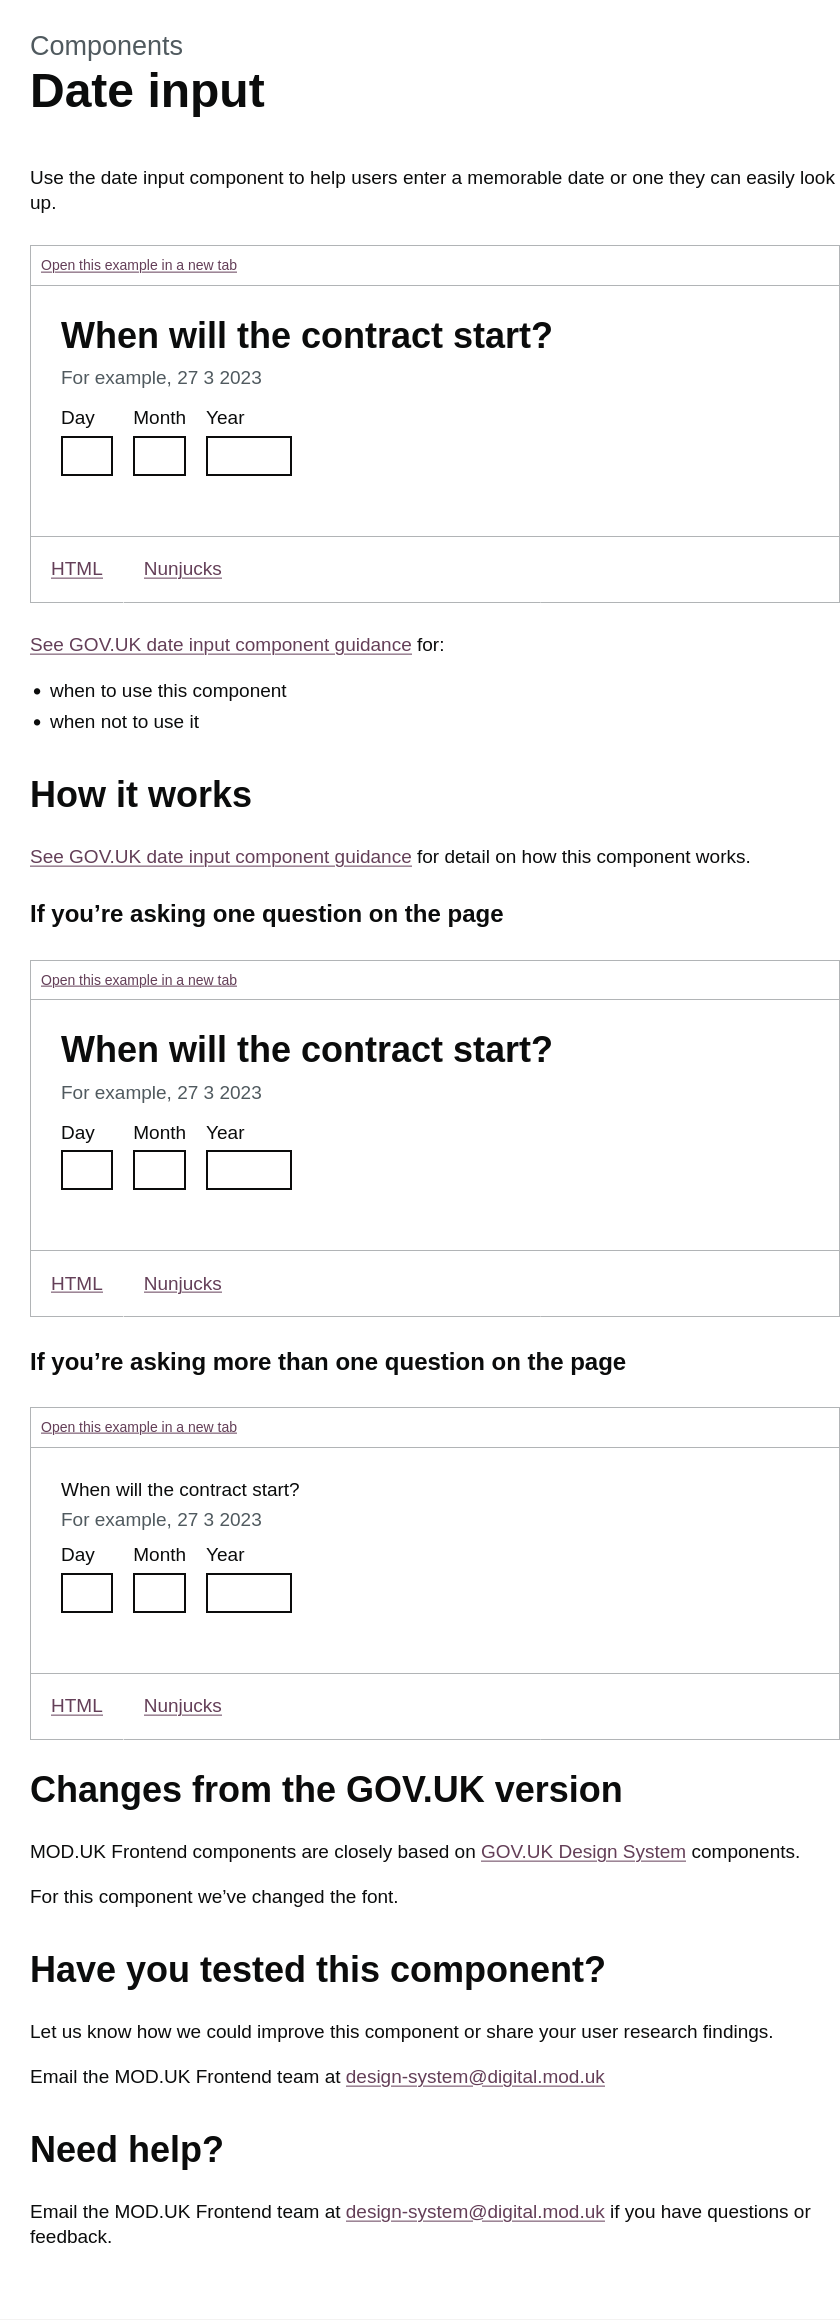 Components
Date input
Use the date input component to help users enter a memorable date or one they can easily look
up.
Open this example in a new tab
When will the contract start?
For example, 27 3 2023
Day Month Year
HTML Nunjucks
See GOV.UK date input component guidance for:
• when to use this component
• when not to use it
How it works
See GOV.UK date input component guidance for detail on how this component works.
If you’re asking one question on the page
Open this example in a new tab
When will the contract start?
For example, 27 3 2023
Day Month Year
HTML Nunjucks
If you’re asking more than one question on the page
Open this example in a new tab
When will the contract start?
For example, 27 3 2023
Day Month Year
HTML Nunjucks
Changes from the GOV.UK version
MOD.UK Frontend components are closely based on GOV.UK Design System components.
For this component we’ve changed the font.
Have you tested this component?
Let us know how we could improve this component or share your user research findings.
Email the MOD.UK Frontend team at design-system@digital.mod.uk
Need help?
Email the MOD.UK Frontend team at design-system@digital.mod.uk if you have questions or
feedback.